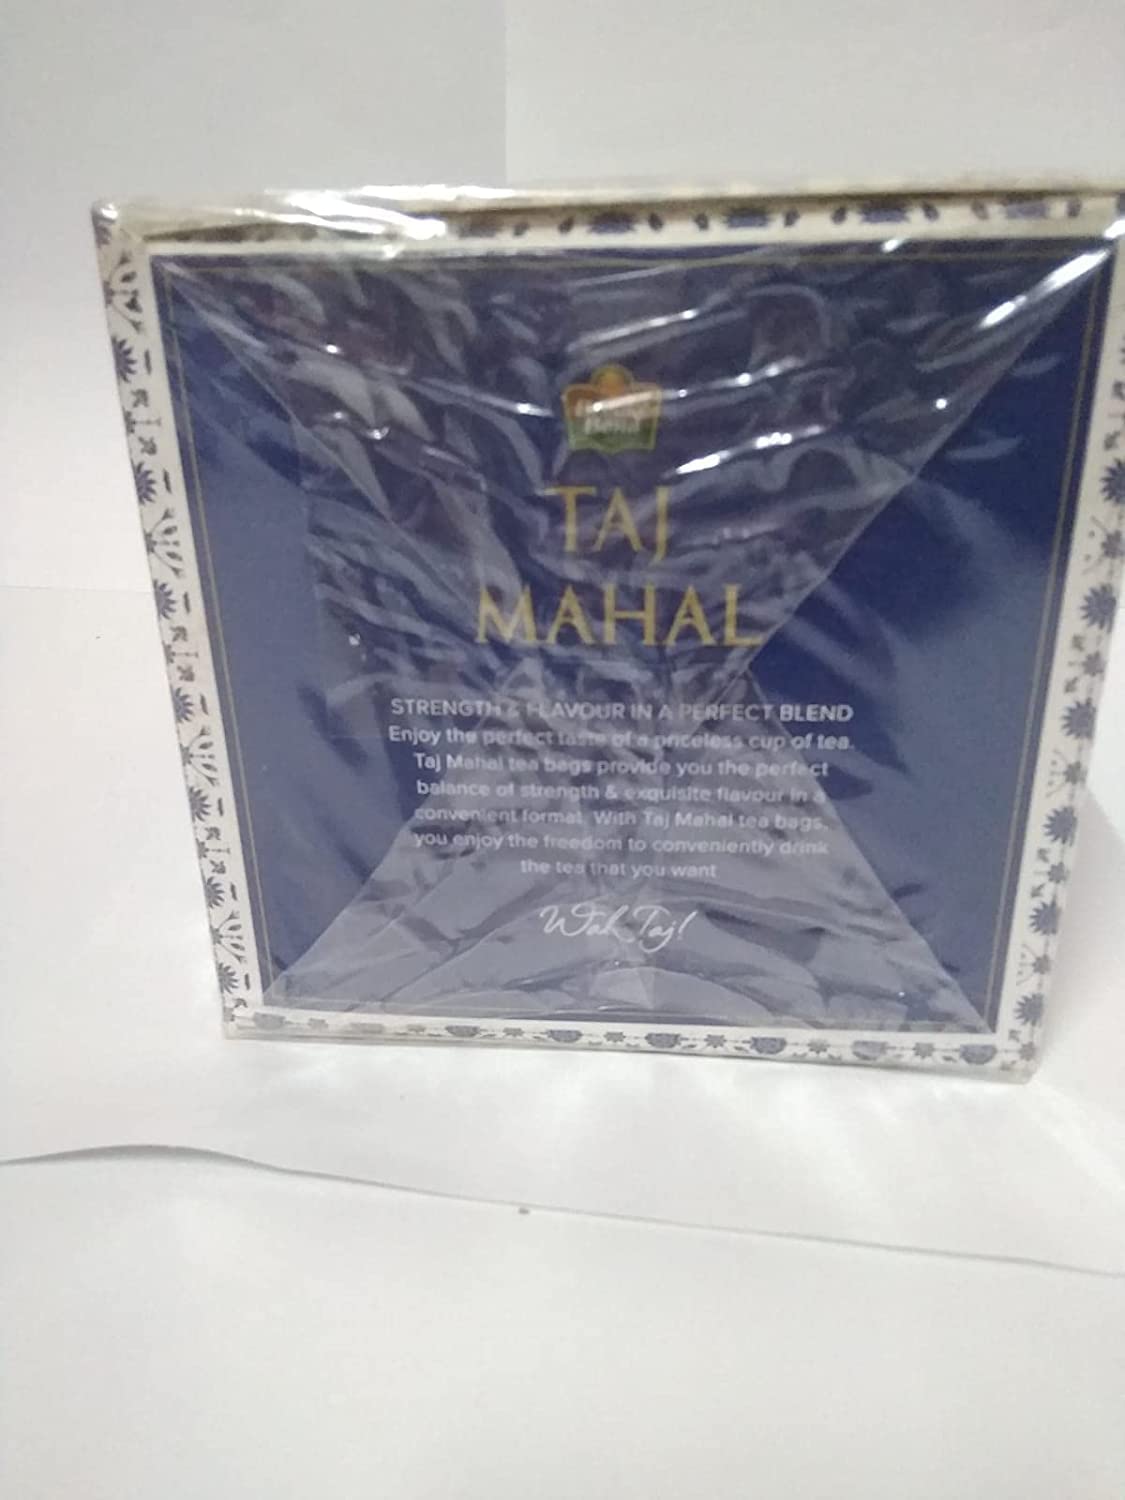 Brooke
Bond
TAJ
MAHAL
STRENGTH & FLAVOUR IN A PERFECT BLEND
Enjoy the perfect taste of a priceless cup of tea.
Taj Mahal tea bags provide you the perfect
balance of strength & exquisite flavour in a
convenient format. With Taj Mahal tea bags,
you enjoy the freedom to conveniently drink
the tea that you want
Wah Taj!